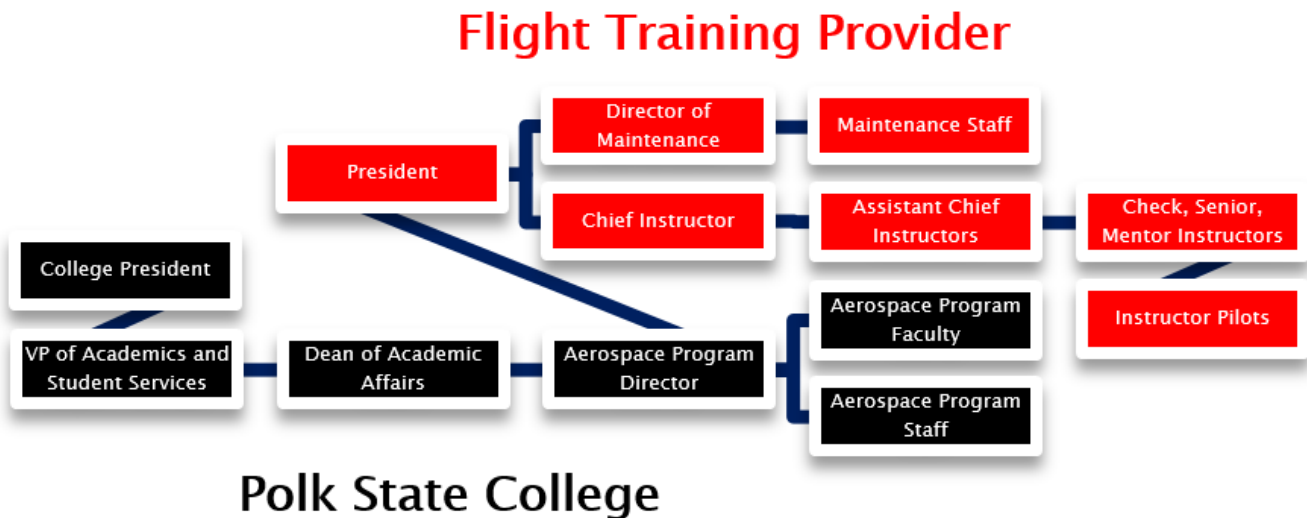 Flight Training Provider
Director of
Maintenance
Maintenance Staff
President
Chief Instructor
Assistant Chief
Instructors
Check, Senior,
Mentor Instructors
College President
Aerospace Program
Faculty
Instructor Pilots
VP of Academics and
Student Services
Dean of Academic
Affairs
Aerospace Program
Director
Aerospace Program
Staff
Polk State College